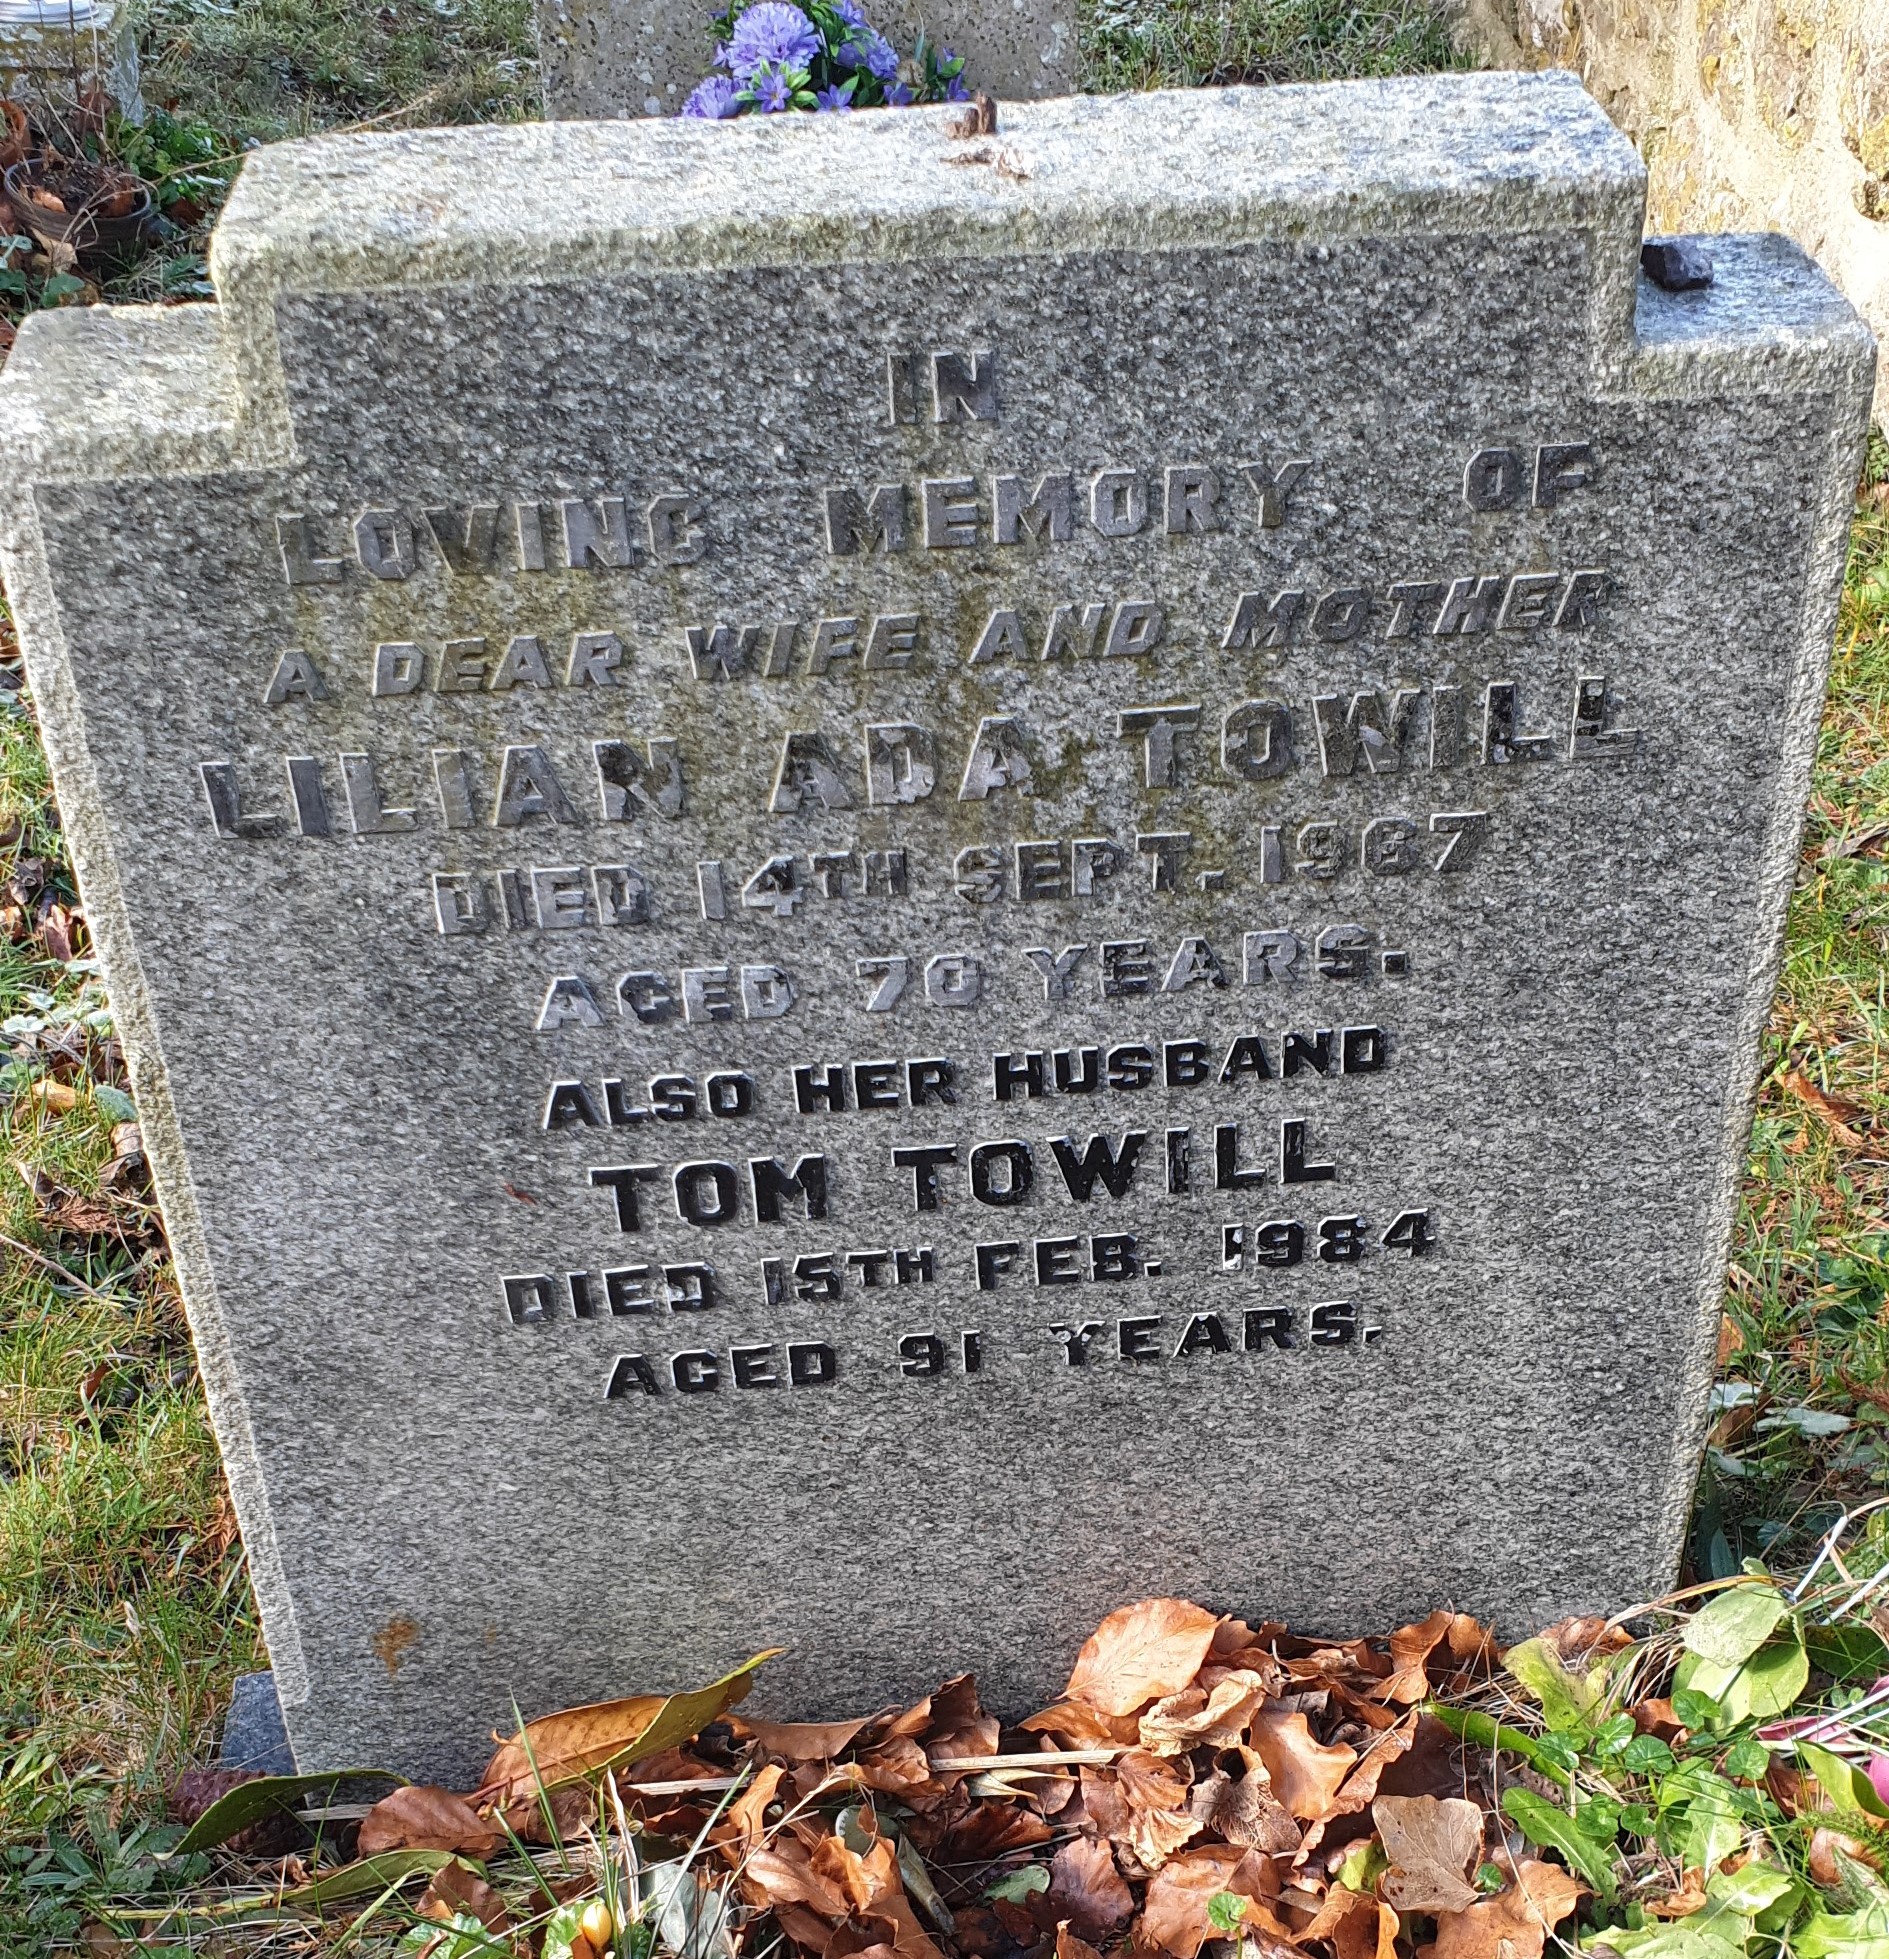 IN
LOVING MEMORY OF
A DEAR WIFE AND MOTHER
LILIAN ADA TOWILL
DIED 14TH SEPT. 1967
AGED 70 YEARS.
ALSO HER HUSBAND
TOM TOWILL
DIED 15TH FEB. 1984
AGED 91 YEARS.